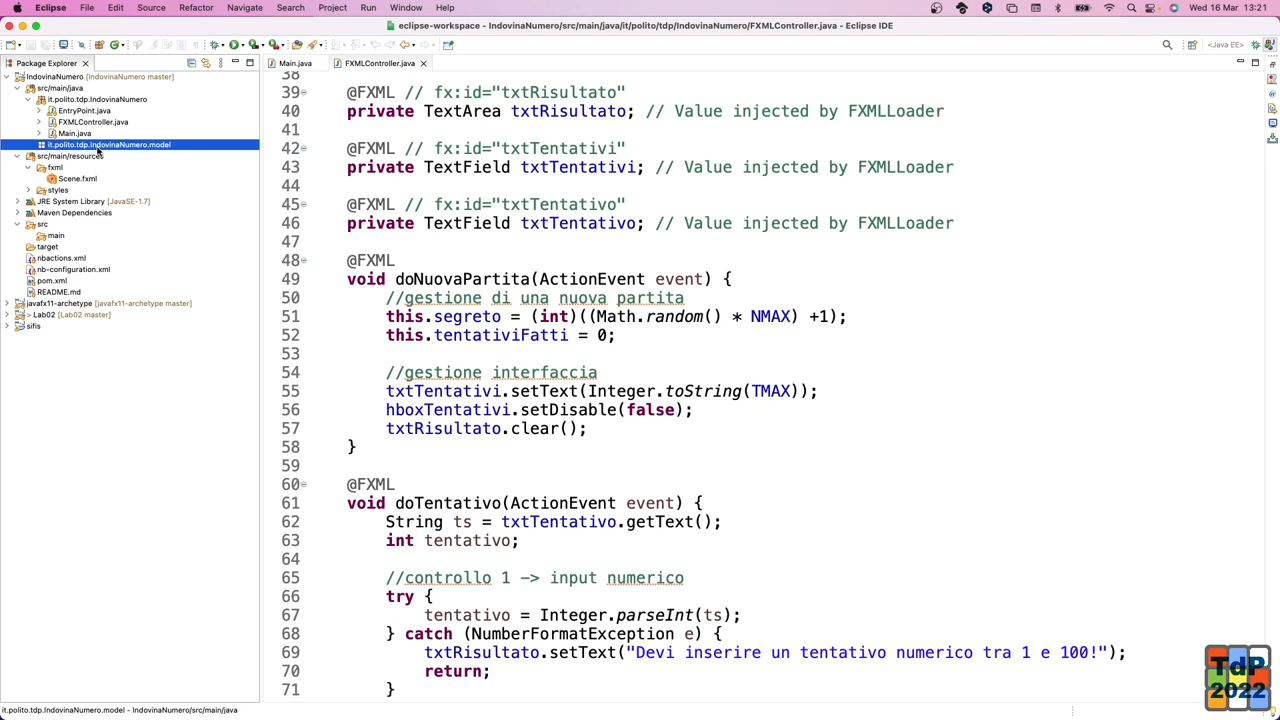 Eclipse File Edit Source Refactor Navigate Search Project Run Window Help Wed 16 Mar 13:21
eclipse-workspace - IndovinaNumero/src/main/java/it/polito/tdp/IndovinaNumero/FXMLController.java - Eclipse IDE
<Java EE>
Package Explorer
Main.java FXMLController.java
IndovinaNumero [IndovinaNumero master]
src/main/java
it.polito.tdp.IndovinaNumero
EntryPoint.java
FXMLController.java
Main.java
it.polito.tdp.IndovinaNumero.model
src/main/resources
fxml
Scene.fxml
styles
JRE System Library [JavaSE-1.7]
Maven Dependencies
src
main
target
nbactions.xml
nb-configuration.xml
pom.xml
README.md
javafx11-archetype [javafx11-archetype master]
> Lab02 [Lab02 master]
sifis
38
39 @FXML // fx:id="txtRisultato"
40 private TextArea txtRisultato; // Value injected by FXMLLoader
41
42 @FXML // fx:id="txtTentativi"
43 private TextField txtTentativi; // Value injected by FXMLLoader
44
45 @FXML // fx:id="txtTentativo"
46 private TextField txtTentativo; // Value injected by FXMLLoader
47
48 @FXML
49 void doNuovaPartita(ActionEvent event) {
50 //gestione di una nuova partita
51 this.segreto = (int)((Math.random() * NMAX) +1);
52 this.tentativiFatti = 0;
53
54 //gestione interfaccia
55 txtTentativi.setText(Integer.toString(TMAX));
56 hboxTentativi.setDisable(false);
57 txtRisultato.clear();
58 }
59
60 @FXML
61 void doTentativo(ActionEvent event) {
62 String ts = txtTentativo.getText();
63 int tentativo;
64
65 //controllo 1 -> input numerico
66 try {
67 tentativo = Integer.parseInt(ts);
68 } catch (NumberFormatException e) {
69 txtRisultato.setText("Devi inserire un tentativo numerico tra 1 e 100!");
70 return;
71 }
TdP
2022
it.polito.tdp.IndovinaNumero.model - IndovinaNumero/src/main/java